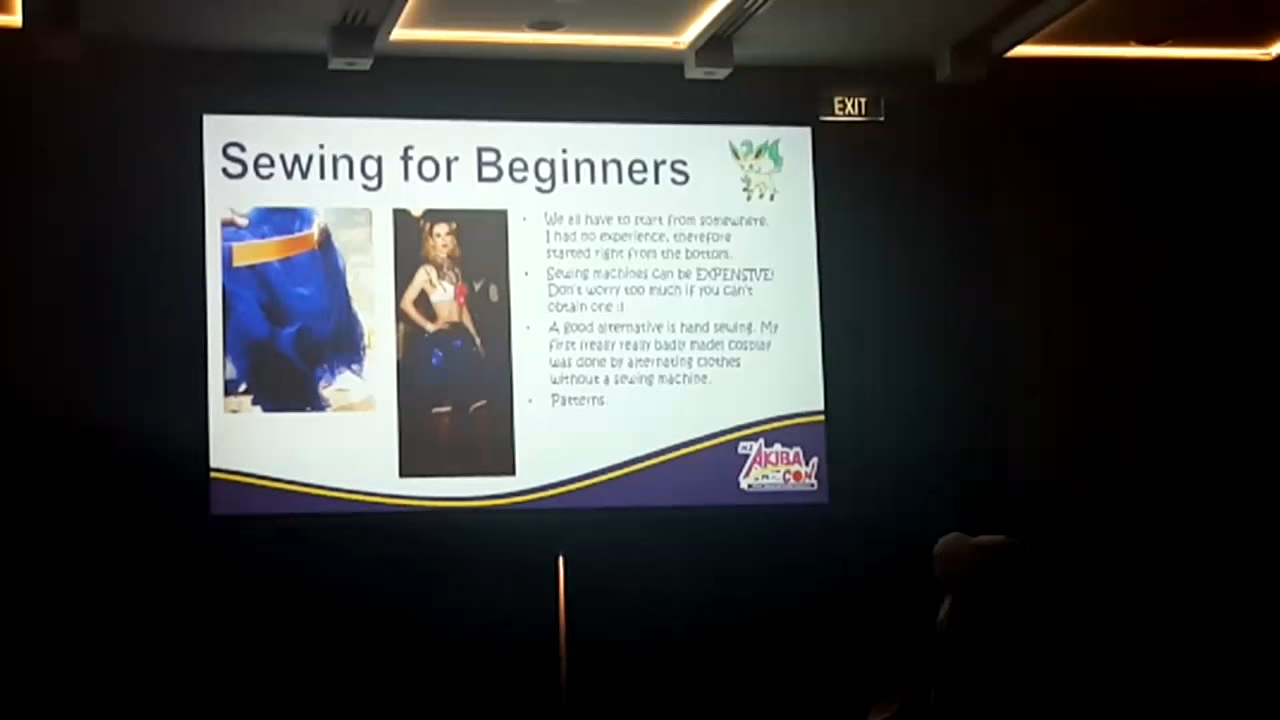 EXIT
Sewing for Beginners
We all have to start from somewhere.
I had no experience, therefore
started right from the bottom.
Sewing machines can be EXPENSIVE!
Don't worry too much if you can't
obtain one :)
A good alternative is hand sewing. My
first (really really badly made) cosplay
was done by alternating clothes
without a sewing machine.
Patterns.
AKIBA
CON